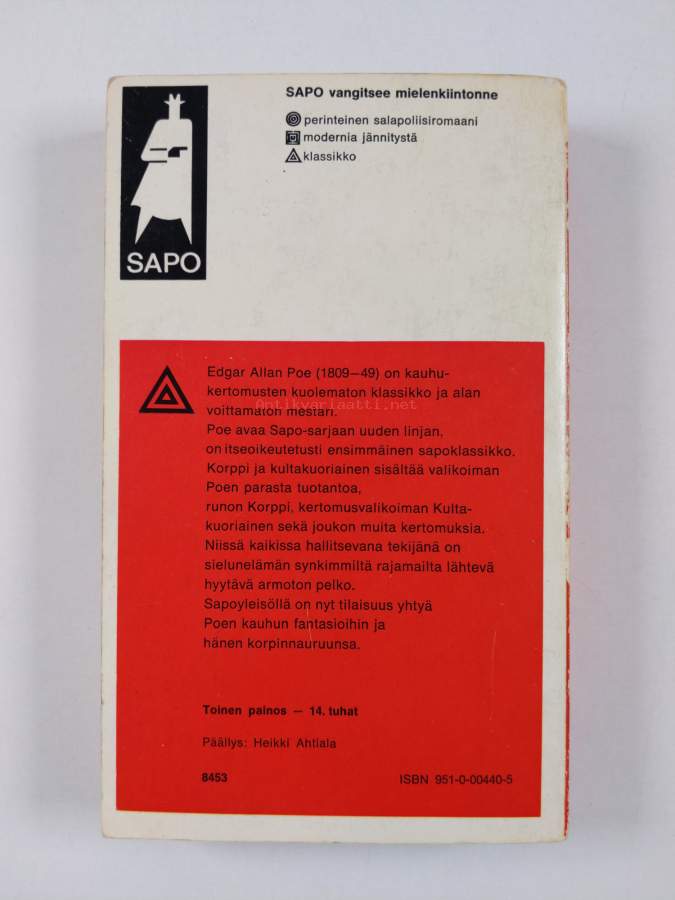 SAPO
SAPO vangitsee mielenkiintonne
perinteinen salapoliisiromaani
modernia jännitystä
klassikko
Edgar Allan Poe (1809—49) on kauhu-
kertomusten kuolematon klassikko ja alan
Antikvariaatti.net
voittamaton mestari.
Poe avaa Sapo-sarjaan uuden linjan,
on itseoikeutetusti ensimmäinen sapoklassikko.
Korppi ja kultakuoriainen sisältää valikoiman
Poen parasta tuotantoa,
runon Korppi, kertomusvalikoiman Kulta-
kuoriainen sekä joukon muita kertomuksia.
Niissä kaikissa hallitsevana tekijänä on
sielunelämän synkimmiltä rajamailta lähtevä
hyytävä armoton pelko.
Sapoyleisöllä on nyt tilaisuus yhtyä
Poen kauhun fantasioihin ja
hänen korpinnauruunsa.
Toinen painos — 14. tuhat
Päällys: Heikki Ahtiala
8453
ISBN 951-0-00440-5